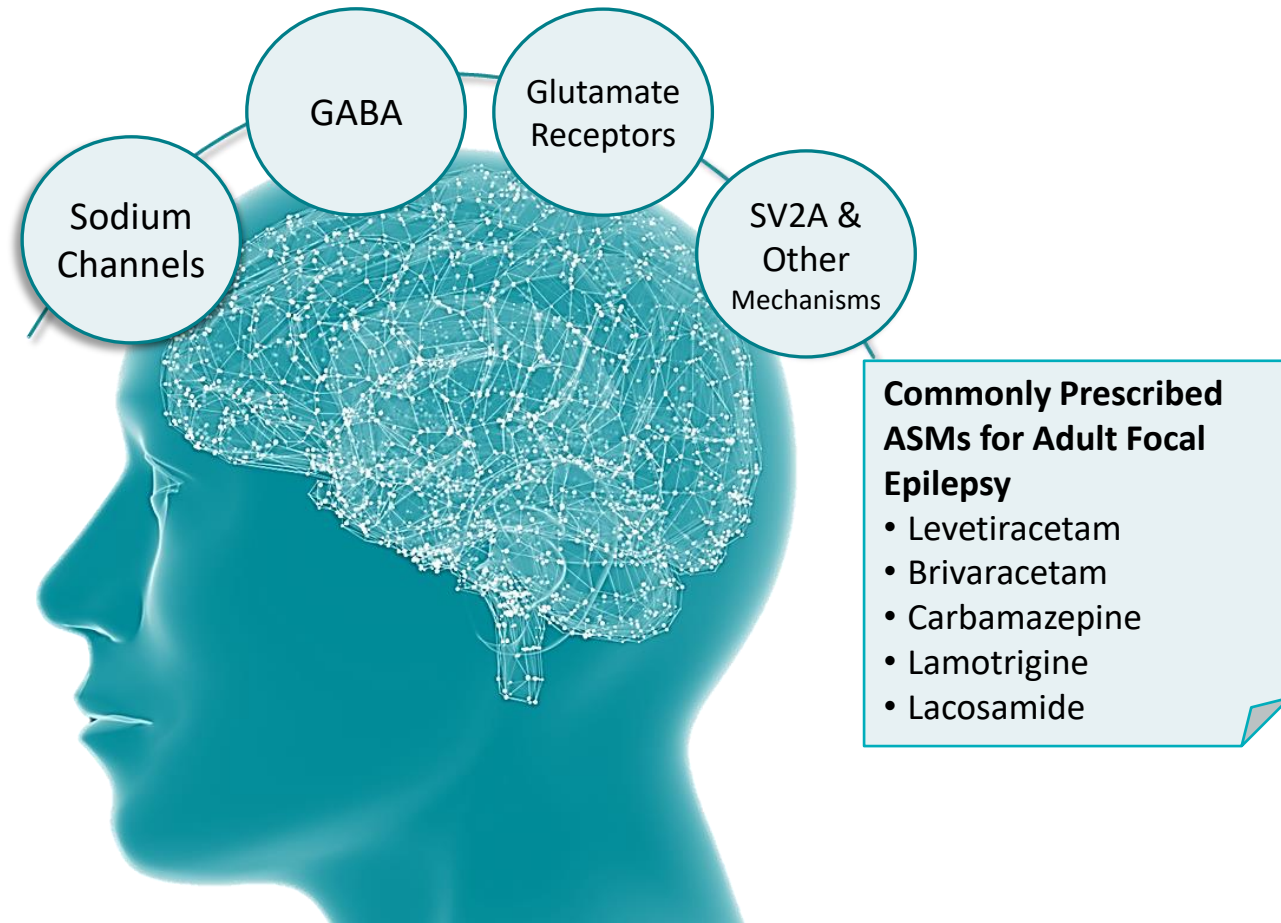 Sodium
Channels
GABA
Glutamate
Receptors
SV2A &
Other
Mechanisms
Commonly Prescribed
ASMs for Adult Focal
Epilepsy
• Levetiracetam
• Brivaracetam
• Carbamazepine
• Lamotrigine
• Lacosamide